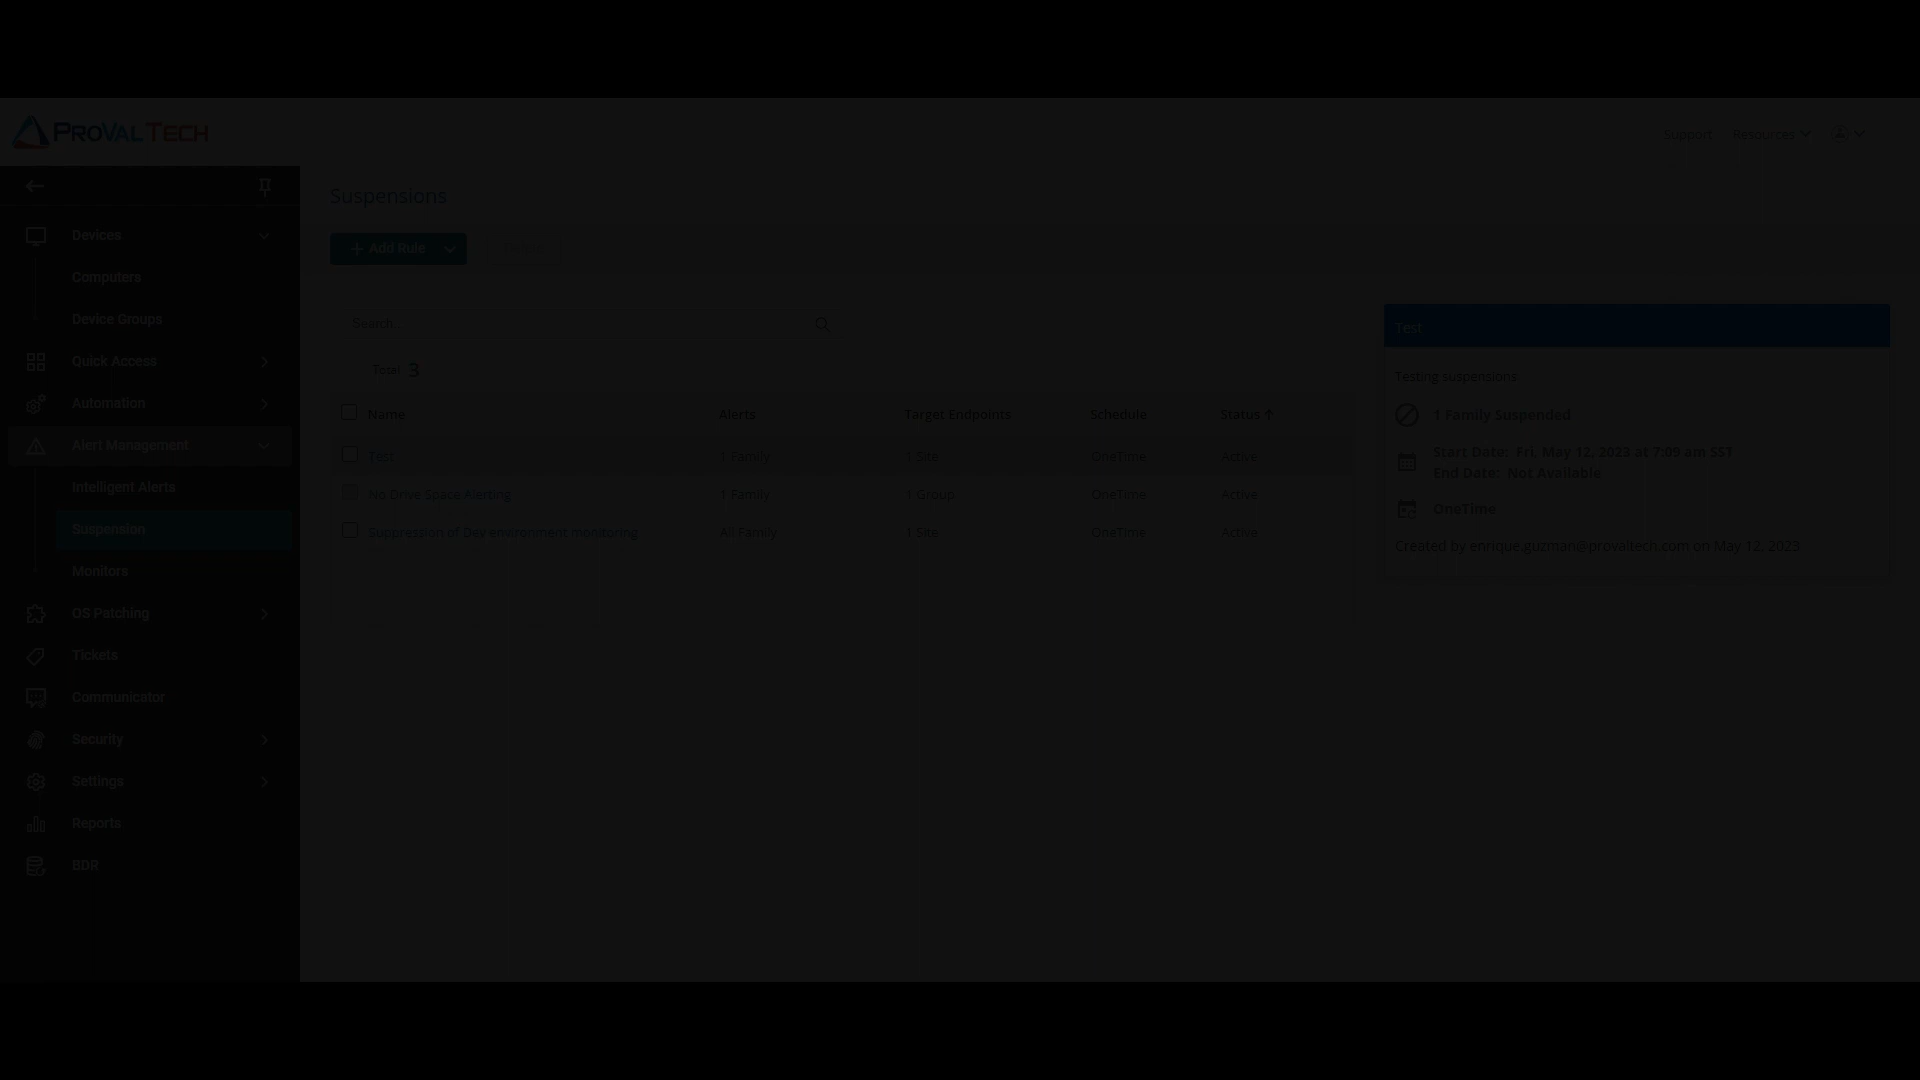 PROVAL TECH
Support Resources
Suspensions
Add Rule
Devices
Computers
Device Groups
Quick Access
Automation
Alert Management
Intelligent Alerts
Suspension
Monitors
OS Patching
Tickets
Communicator
Security
Settings
Reports
BDR
Search...
Total 3
Name Alerts Target Endpoints Schedule Status
Test 1 Family 1 Site OneTime Active
No Drive Space Alerting 1 Family 1 Group OneTime Active
Suppression of Dev environment monitoring All Family 1 Site OneTime Active
Test
Testing suspensions
1 Family Suspended
Start Date: Fri, May 12, 2023 at 7:09 am SST
End Date: Not Available
OneTime
Created by enrique.guzman@provaltech.com on May 12, 2023